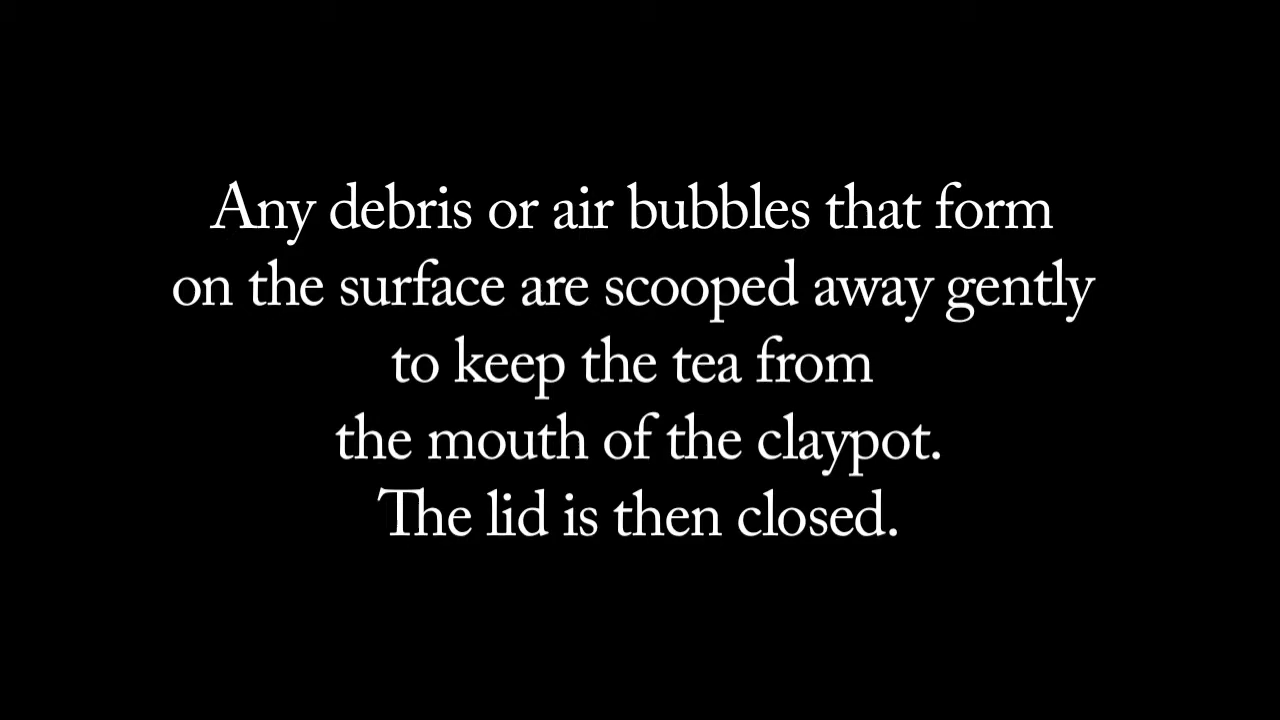 Any debris or air bubbles that form
on the surface are scooped away gently
to keep the tea from
the mouth of the claypot.
The lid is then closed.